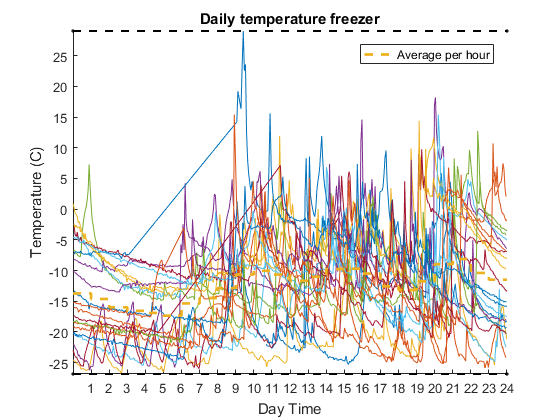 Daily temperature freezer
Average per hour
Temperature (C)
25
20
15
10
5
0
-5
-10
-15
-20
-25
1 2 3 4 5 6 7 8 9 10 11 12 13 14 15 16 17 18 19 20 21 22 23 24
Day Time